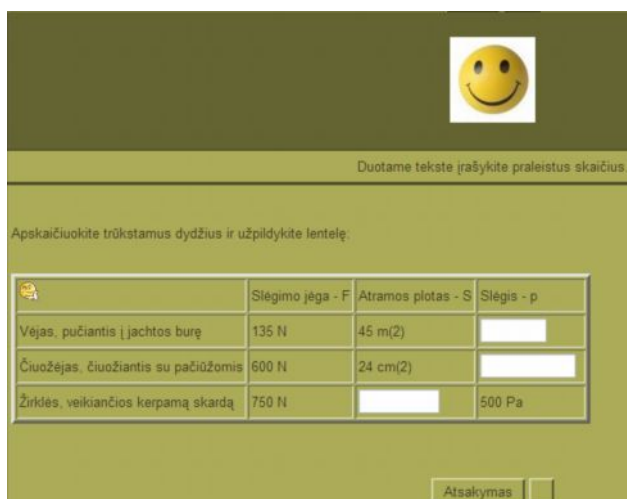 Duotame tekste įrašykite praleistus skaičius.
Apskaičiuokite trūkstamus dydžius ir užpildykite lentelę:
Slėgimo jėga - F Atramos plotas - S Slėgis - p
Vėjas, pučiantis į jachtos burę 135 N 45 m(2)
Čiuožėjas, čiuožiantis su pačiūžomis 600 N 24 cm(2)
Žirklės, veikiančios kerpamą skardą 750 N 500 Pa
Atsakymas